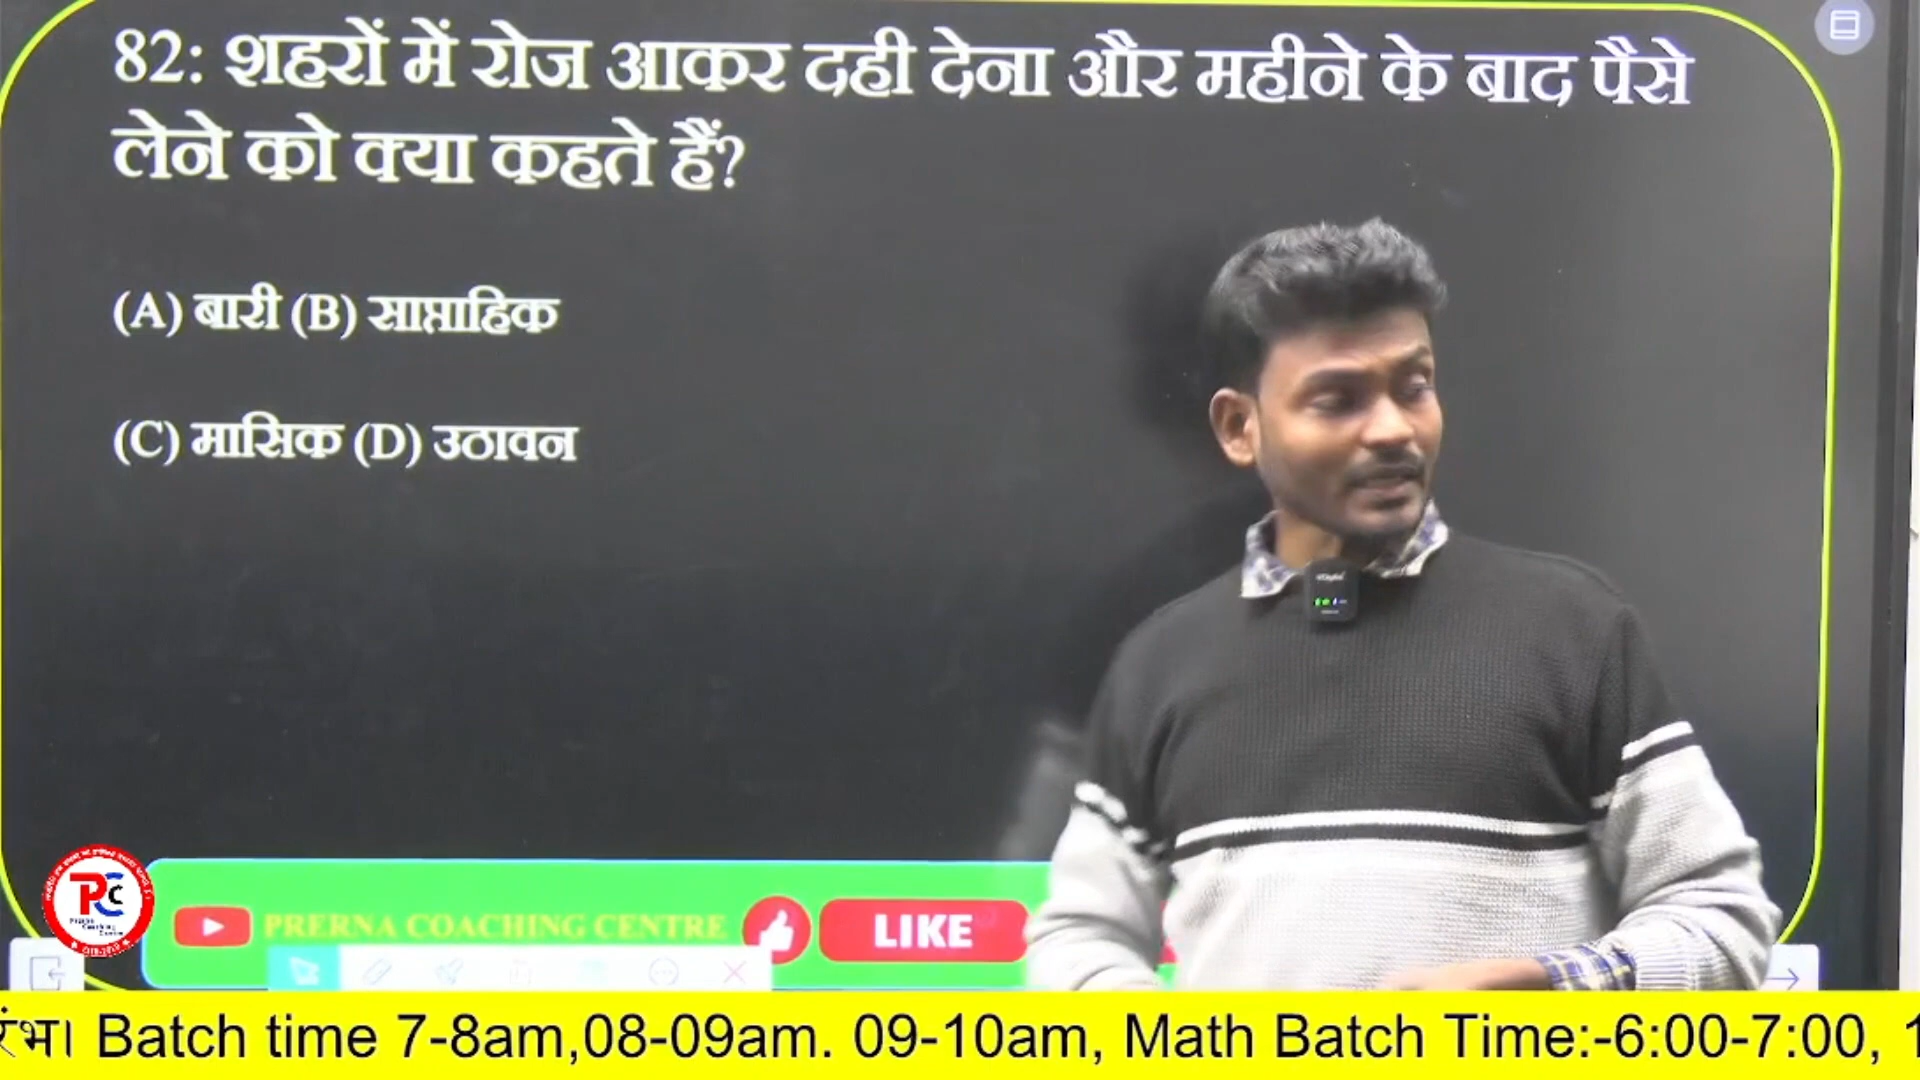 82: शहरों में रोज आकर दही देना और महीने के बाद पैसे
लेने को क्या कहते हैं?
(A) बारी (B) साप्ताहिक
(C) मासिक (D) उठावन
PRERNA COACHING CENTRE
LIKE
रंभ। Batch time 7-8am,08-09am. 09-10am, Math Batch Time:-6:00-7:00, 1